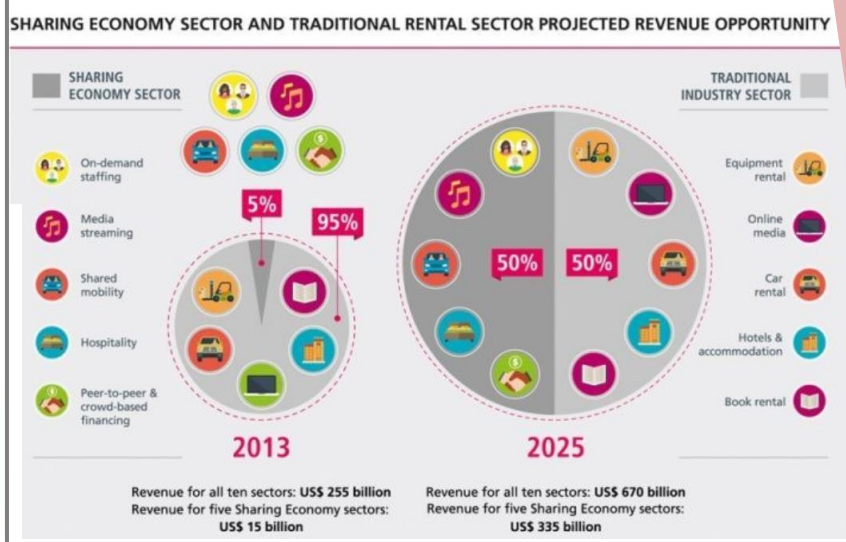 SHARING ECONOMY SECTOR AND TRADITIONAL RENTAL SECTOR PROJECTED REVENUE OPPORTUNITY
SHARING
ECONOMY SECTOR
On-demand
staffing
Media
streaming
Shared
mobility
Hospitality
Peer-to-peer &
crowd-based
financing
5%
95%
2013
50%
50%
2025
TRADITIONAL
INDUSTRY SECTOR
Equipment
rental
Online
media
Car
rental
Hotels &
accommodation
Book rental
Revenue for all ten sectors: US$ 255 billion
Revenue for five Sharing Economy sectors:
US$ 15 billion
Revenue for all ten sectors: US$ 670 billion
Revenue for five Sharing Economy sectors:
US$ 335 billion